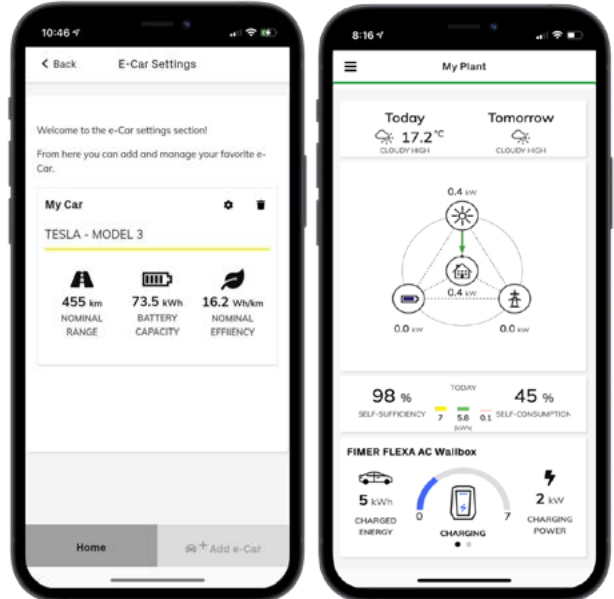 10:46
Back
E-Car Settings
Welcome to the e-Car settings section!
From here you can add and manage your favorite e-
Car.
My Car
TESLA - MODEL 3
455 km
NOMINAL
RANGE
73.5 kWh
BATTERY
CAPACITY
16.2 Wh/km
NOMINAL
EFFIIENCY
Home
Add e-Car
8:16
My Plant
Today
17.2°C
CLOUDY HIGH
Tomorrow
CLOUDY HIGH
0.4 kW
0.4 kW
0.0 kW
0.0 kW
98 %
SELF-SUFFICIENCY
TODAY
7 5.8 0.1
(kWh)
45 %
SELF-CONSUMPTION
FIMER FLEXA AC Wallbox
5 kWh
CHARGED
ENERGY
0
7
CHARGING
2 kW
CHARGING
POWER